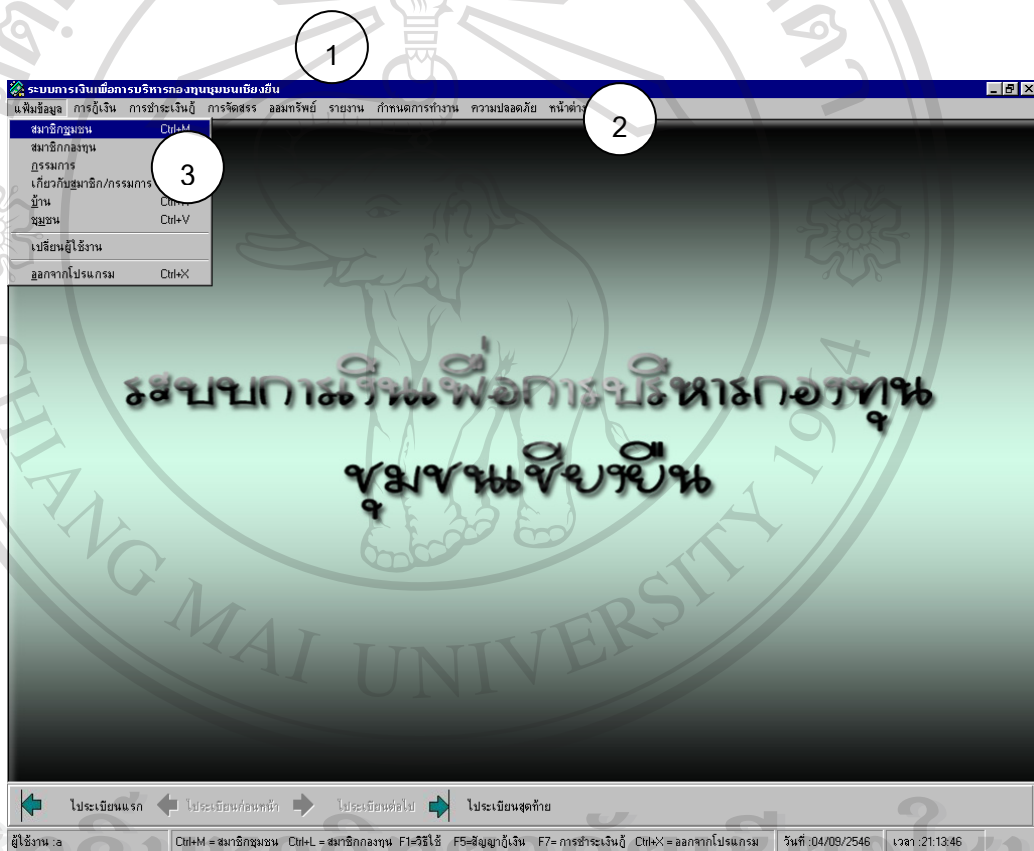 1
ระบบการเงินเพื่อการบริหารกองทุนชุมชนเชียงยืน
แฟ้มข้อมูล การกู้เงิน การชำระเงินกู้ การจัดสรร ออมทรัพย์ รายงาน กำหนดการทำงาน ความปลอดภัย หน้าต่าง
2
สมาชิกชุมชน Ctrl+M
สมาชิกกองทุน
3
กรรมการ
เกี่ยวกับสมาชิก/กรรมการ
บ้าน
ชุมชน Ctrl+V
เปลี่ยนผู้ใช้งาน
ออกจากโปรแกรม Ctrl+X
ระบบการเงินเพื่อการบริหารกองทุน
ชุมชนเชียงยืน
CHIANG MAI UNIVERSITY 1964
ไประเบียนแรก ไประเบียนก่อนหน้า ไประเบียนต่อไป ไประเบียนสุดท้าย
ผู้ใช้งาน :a Ctrl+M = สมาชิกชุมชน Ctrl+L = สมาชิกกองทุน F1=วิธีใช้ F5=สัญญากู้เงิน F7= การชำระเงินกู้ Ctrl+X = ออกจากโปรแกรม วันที่ :04/09/2546 เวลา :21:13:46